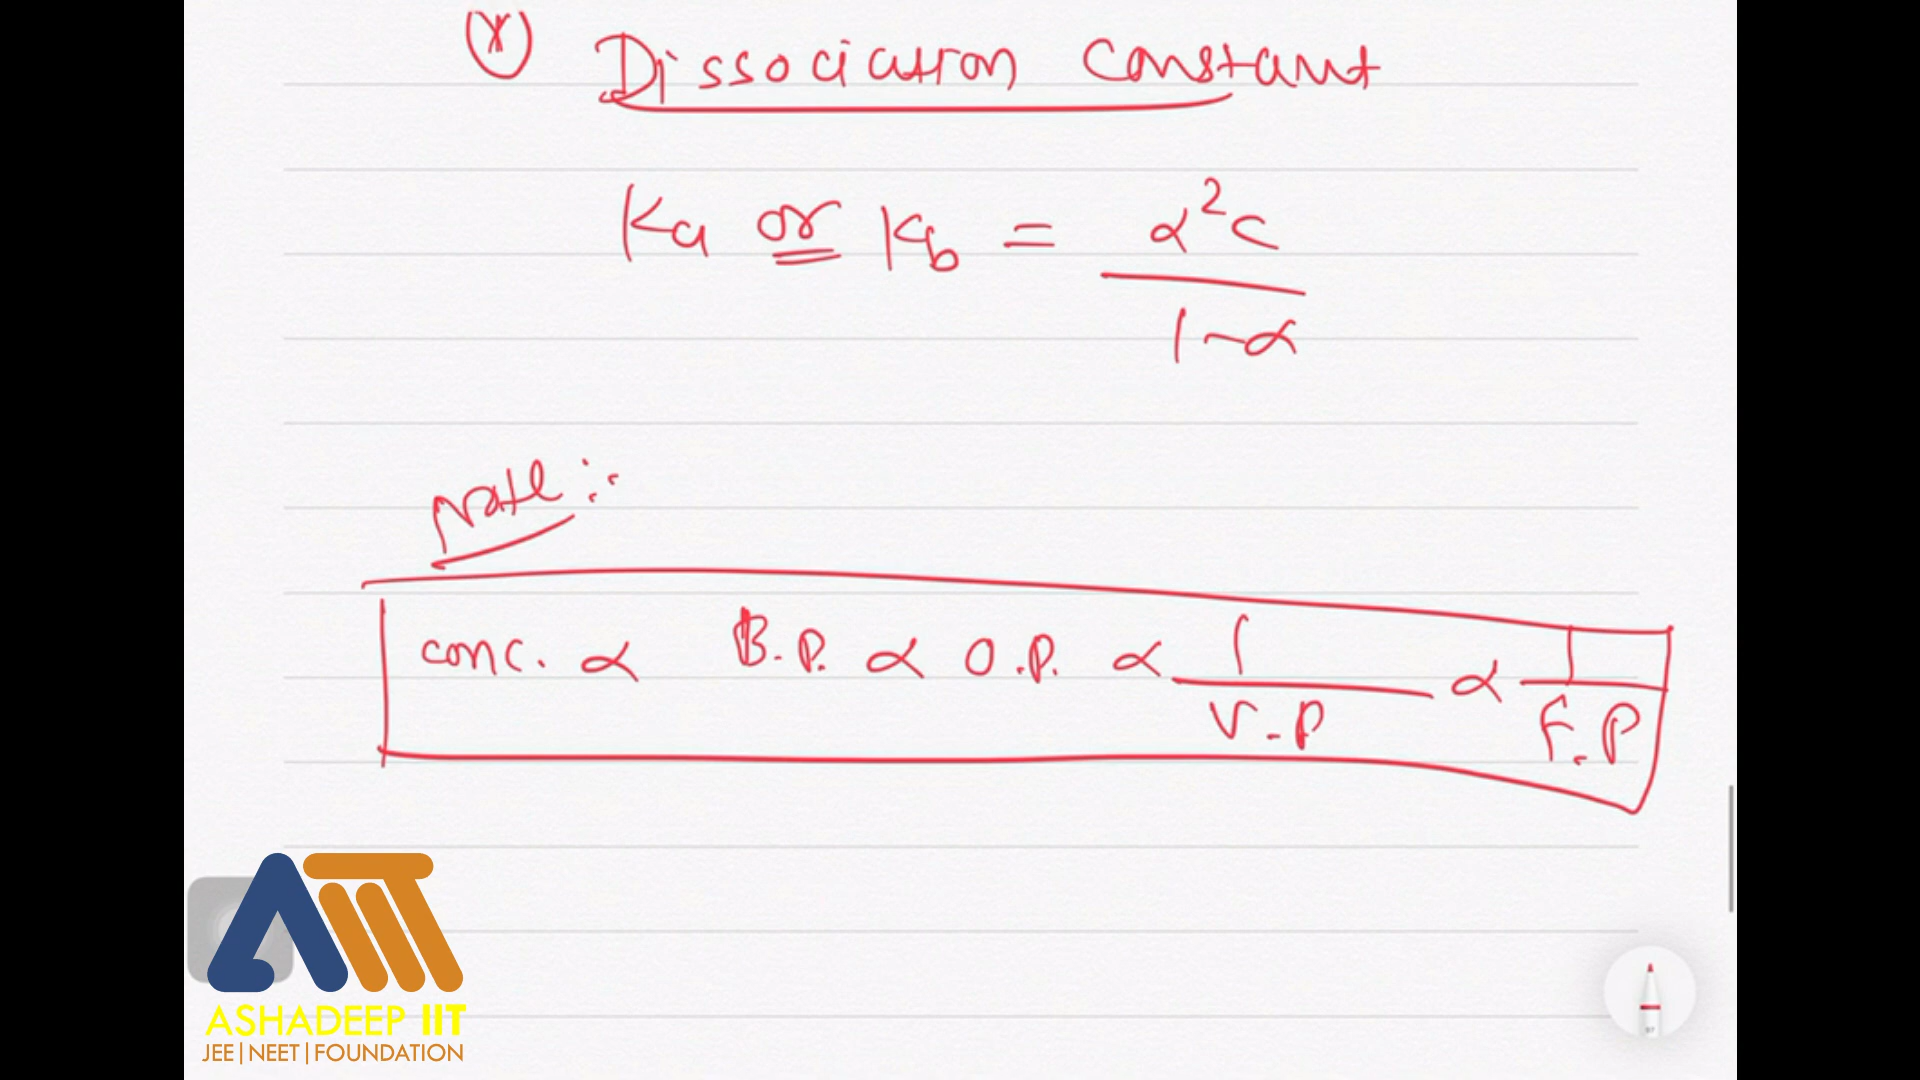 (*) Dissociation Constant
Ka or Kb = α²c / 1-α
Note :-
conc. α B.P. α O.P. α 1/V.P α 1/F.P
ASHADEEP IIT
JEE|NEET|FOUNDATION